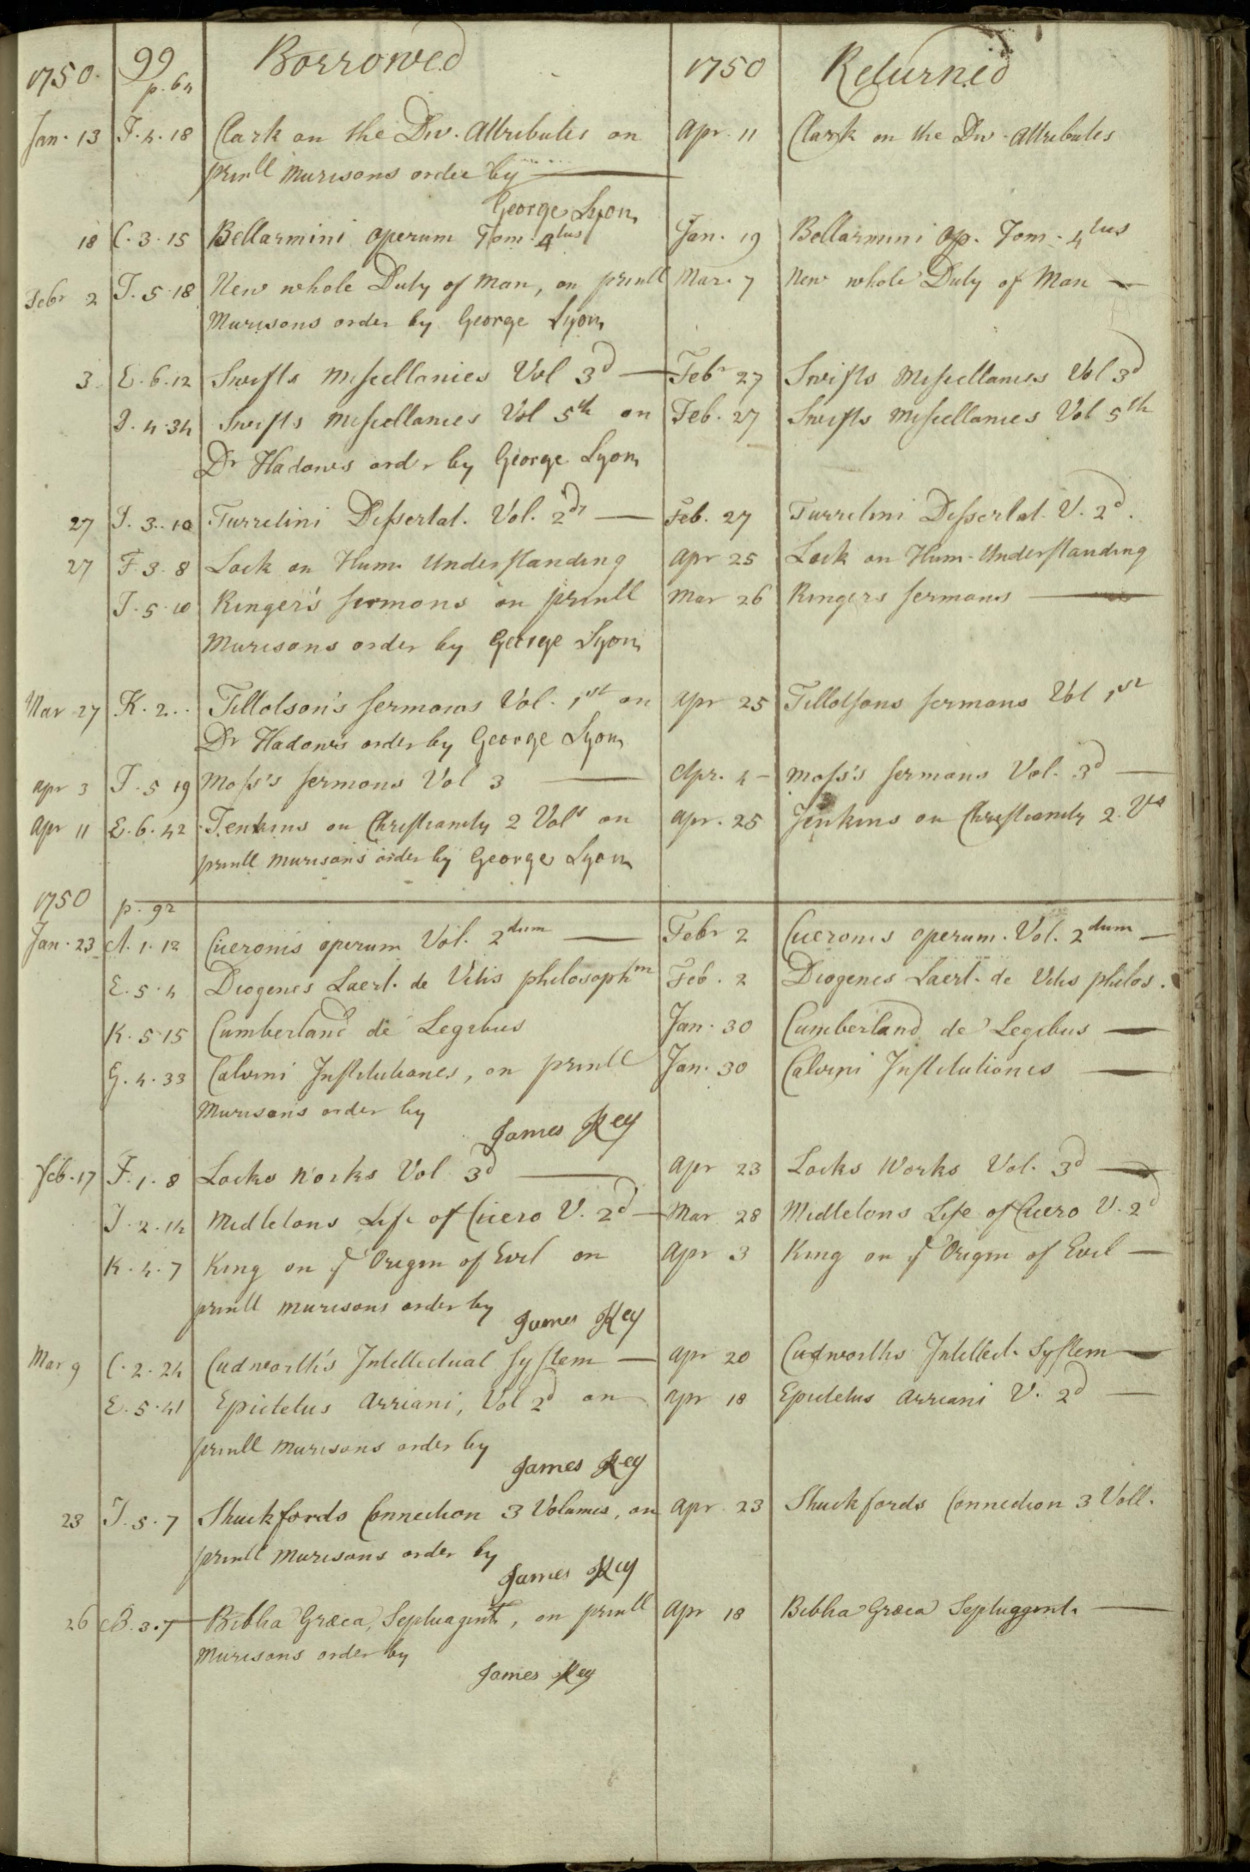 1750. 99 Borrowed 1750 Returned
p. 64
Jan. 13 T. 4. 18 Clark on the Div. Attributes on Apr. 11 Clark on the Div. Attributes
prinll Murisons order by
George Lyon
18 C. 3. 15 Bellarmini operum Tom. 4tus Jan. 19 Bellarmini op. Tom. 4tus
Febr 2 T. 5. 18 New whole Duty of Man, on prinll Mar. 7 New whole Duty of Man
Murisons order by George Lyon
3 E. 6. 12 Swifts Miscellanies Vol 3d Febr 27 Swifts Miscellanies Vol 3d
J. 4. 34 Swifts Miscellanies Vol 5th on Feb. 27 Swifts Miscellanies Vol 5th
Dr Hadows order by George Lyon
27 T. 3. 10 Turretini Dissertat. Vol. 2d Feb. 27 Turretini Dissertat. V. 2d.
27 F. 3. 8 Lock on Hum. Understanding Apr 25 Lock on Hum. Understanding
T. 5. 10 Ringer's sermons on prinll Mar 26 Ringers sermons
Murisons order by George Lyon
Mar 27 K. 2.. Tillotson's sermons Vol. 1st on Apr 25 Tillotsons sermons Vol 1st
Dr Hadows order by George Lyon
Apr 3 T. 5 19 Moss's sermons Vol 3 Apr. 4 Moss's sermons Vol. 3d
Apr 11 E. 6. 42 Jenkins on Christianity 2 Vols on Apr. 25 Jenkins on Christianity 2. Vs
prinll Murisons order by George Lyon
1750 p. 92
Jan. 23 A. 1. 12 Ciceronis operum Vol. 2dum Febr 2 Ciceronis operum. Vol. 2dum
E. 5. 4 Diogenes Laert. de Vitis philosophm Feb. 2 Diogenes Laert. de Vitis philos.
K. 5 15 Cumberland de Legibus Jan. 30 Cumberland de Legibus
G. 4. 33 Calvini Institutiones, on prinll Jan. 30 Calvini Institutiones
Murisons order by
James Key
Feb. 17 F. 1. 8 Locks Works Vol 3d Apr 23 Locks Works Vol. 3d
J. 2. 14 Midletons Life of Cicero V. 2d Mar 28 Midletons Life of Cicero V. 2d
K. 4. 7 King on ye Origin of Evil on Apr 3 King on ye Origin of Evil
prinll Murisons order by
James Key
Mar 9 C. 2. 24 Cudworth's Intellectual System Apr 20 Cudworths Intellect. System
E. 5. 41 Epictetus Arriani, Vol 2d on Apr 18 Epictetus Arriani V. 2d
prinll Murisons order by
James Key
23 T. 5. 7 Shuckfords Connection 3 Volumes, on Apr. 23 Shuckfords Connection 3 Voll.
prinll Murisons order by
James Key
26 B. 3. 7 Biblia Græca, Septuagint, on prinll Apr 18 Biblia Græca Septuagint.
Murisons order by
James Key